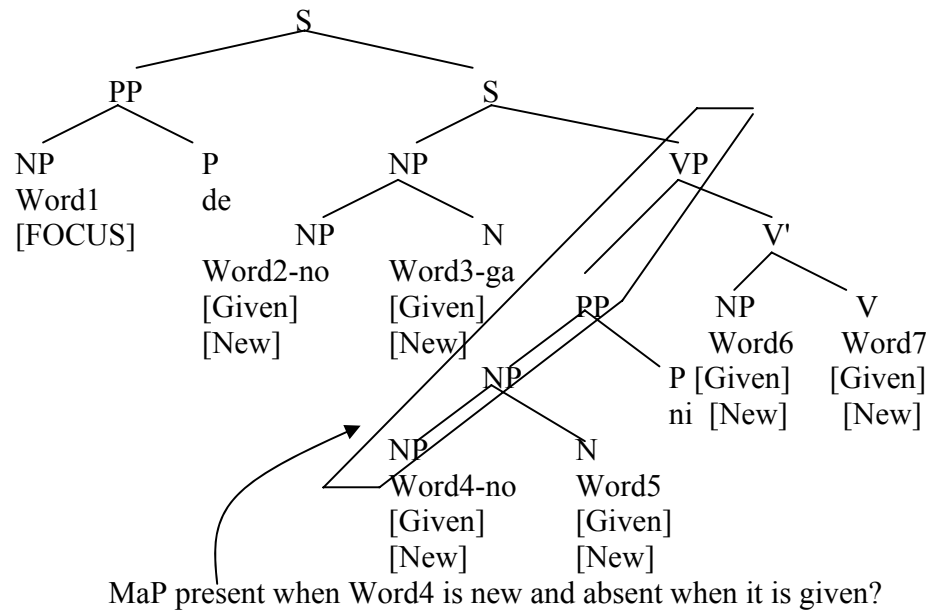 S
PP S
NP P NP VP
Word1 de
[FOCUS] NP N V'
Word2-no Word3-ga
[Given] [Given] PP NP V
[New] [New] Word6 Word7
NP P [Given] [Given]
ni [New] [New]
NP N
Word4-no Word5
[Given] [Given]
[New] [New]
MaP present when Word4 is new and absent when it is given?